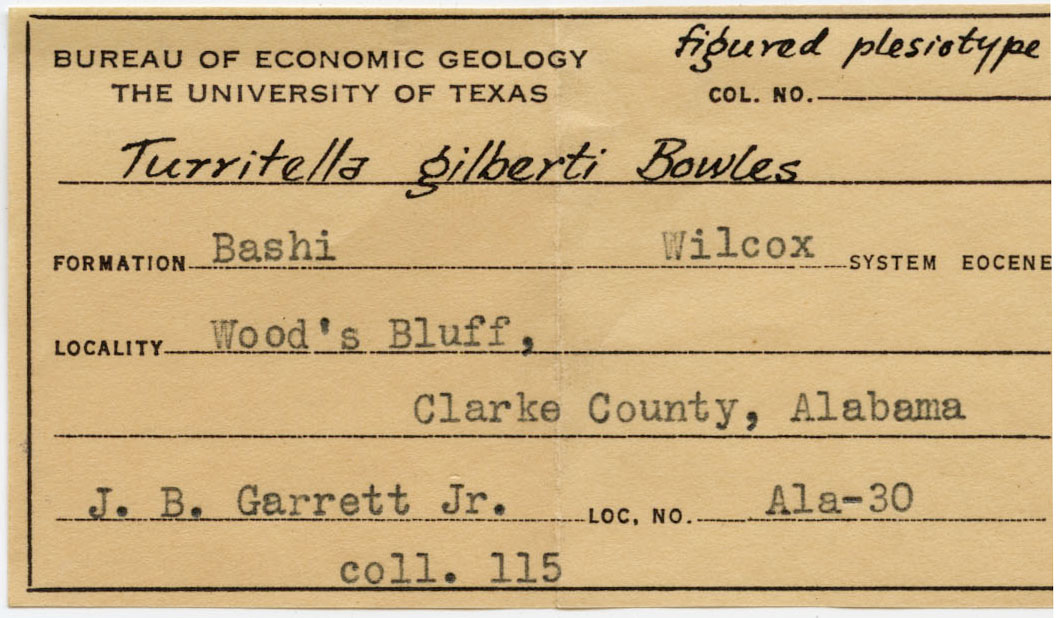 figured plesiotype
BUREAU OF ECONOMIC GEOLOGY
THE UNIVERSITY OF TEXAS
COL. NO.
Turritella gilberti Bowles
FORMATION Bashi Wilcox SYSTEM EOCENE
LOCALITY Wood's Bluff,
Clarke County, Alabama
J. B. Garrett Jr. LOC, NO. Ala-30
coll. 115